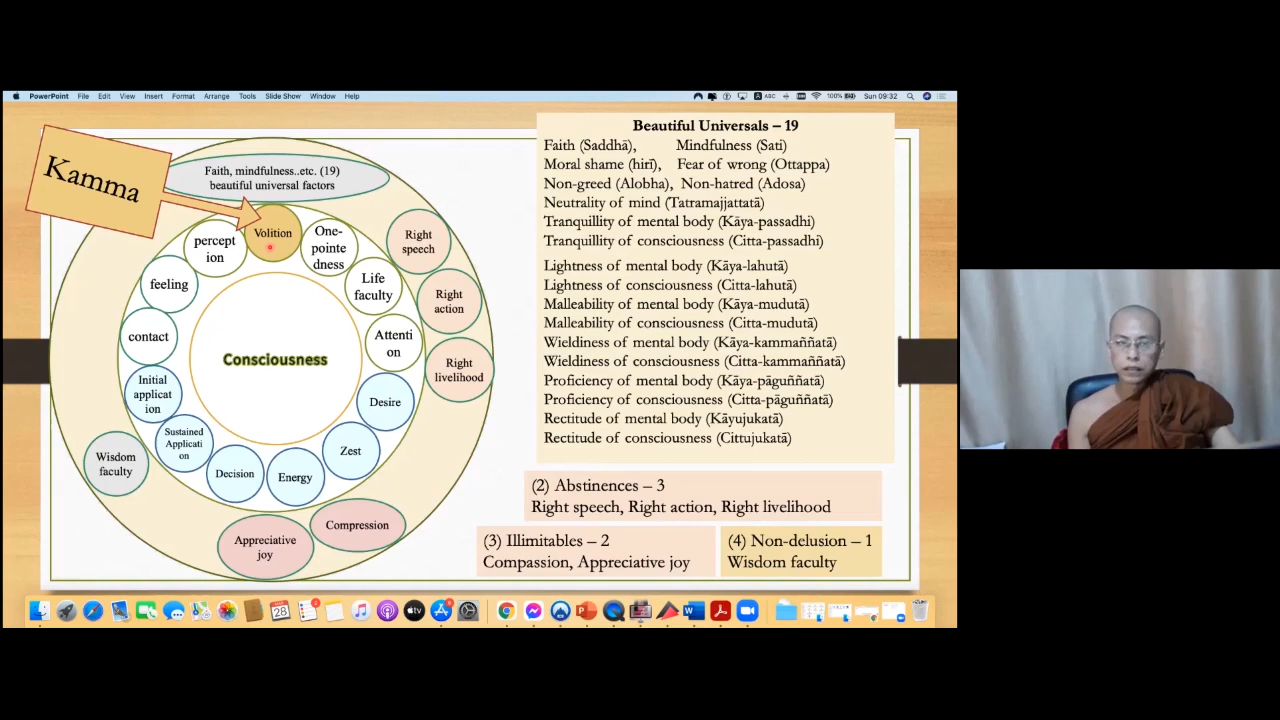 PowerPoint File Edit View Insert Format Arrange Tools Slide Show Window Help
ABC 100% Sun 09:32
Kamma
Faith, mindfulness..etc. (19)
beautiful universal factors
Volition
One-
pointe
dness
Life
faculty
Attenti
on
Desire
Zest
Energy
Decision
Sustained
Applicati
on
Initial
applicat
ion
contact
feeling
percept
ion
Consciousness
Right
speech
Right
action
Right
livelihood
Compression
Appreciative
joy
Wisdom
faculty
Beautiful Universals – 19
Faith (Saddhā), Mindfulness (Sati)
Moral shame (hirī), Fear of wrong (Ottappa)
Non-greed (Alobha), Non-hatred (Adosa)
Neutrality of mind (Tatramajjattatā)
Tranquillity of mental body (Kāya-passadhi)
Tranquility of consciousness (Citta-passadhi)
Lightness of mental body (Kāya-lahutā)
Lightness of consciousness (Citta-lahutā)
Malleability of mental body (Kāya-mudutā)
Malleability of consciousness (Citta-mudutā)
Wieldiness of mental body (Kāya-kammaññatā)
Wieldiness of consciousness (Citta-kammaññatā)
Proficiency of mental body (Kāya-pāguññatā)
Proficiency of consciousness (Citta-pāguññatā)
Rectitude of mental body (Kāyujukatā)
Rectitude of consciousness (Cittujukatā)
(2) Abstinences – 3
Right speech, Right action, Right livelihood
(3) Illimitables – 2
Compassion, Appreciative joy
(4) Non-delusion – 1
Wisdom faculty
28
tv
W